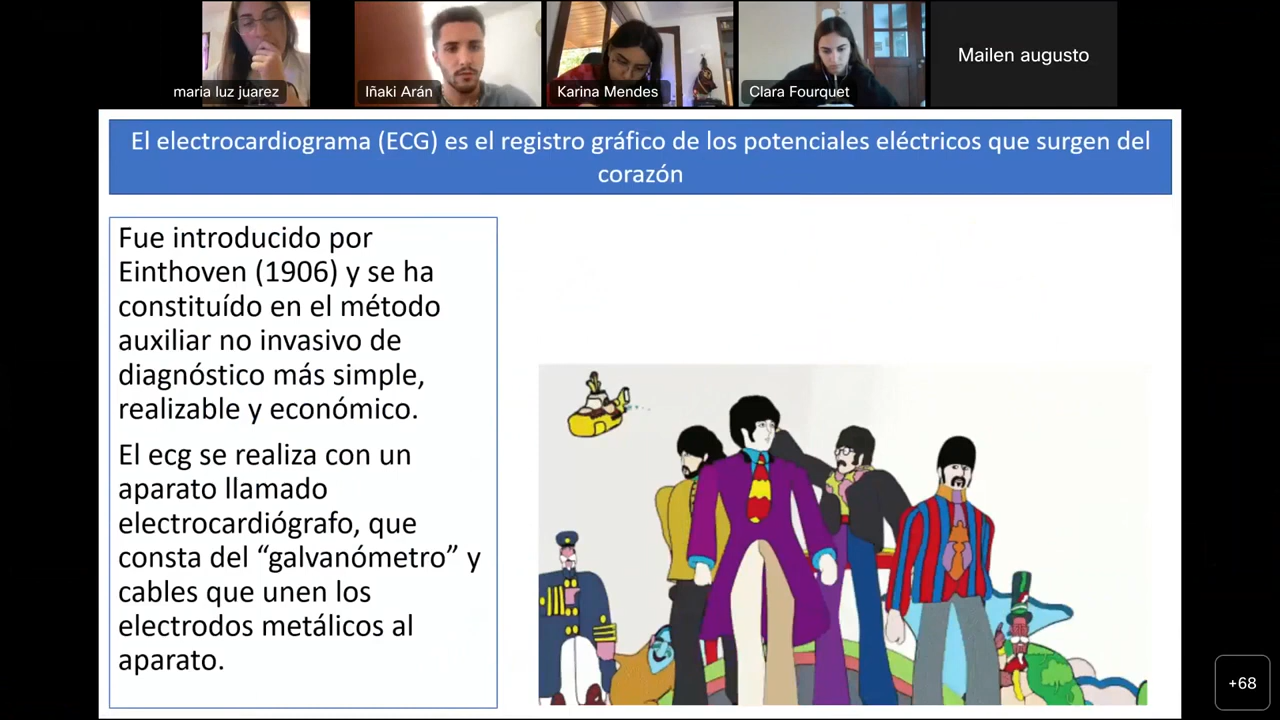 maria luz juarez
Iñaki Arán
Karina Mendes
Clara Fourquet
Mailen augusto
El electrocardiograma (ECG) es el registro gráfico de los potenciales eléctricos que surgen del
corazón
Fue introducido por
Einthoven (1906) y se ha
constituído en el método
auxiliar no invasivo de
diagnóstico más simple,
realizable y económico.
El ecg se realiza con un
aparato llamado
electrocardiógrafo, que
consta del “galvanómetro” y
cables que unen los
electrodos metálicos al
aparato.
+68